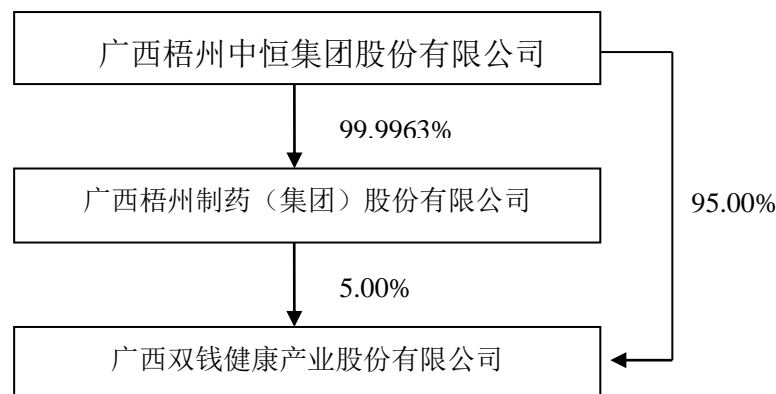 广西梧州中恒集团股份有限公司
99.9963%
广西梧州制药（集团）股份有限公司
95.00%
5.00%
广西双钱健康产业股份有限公司